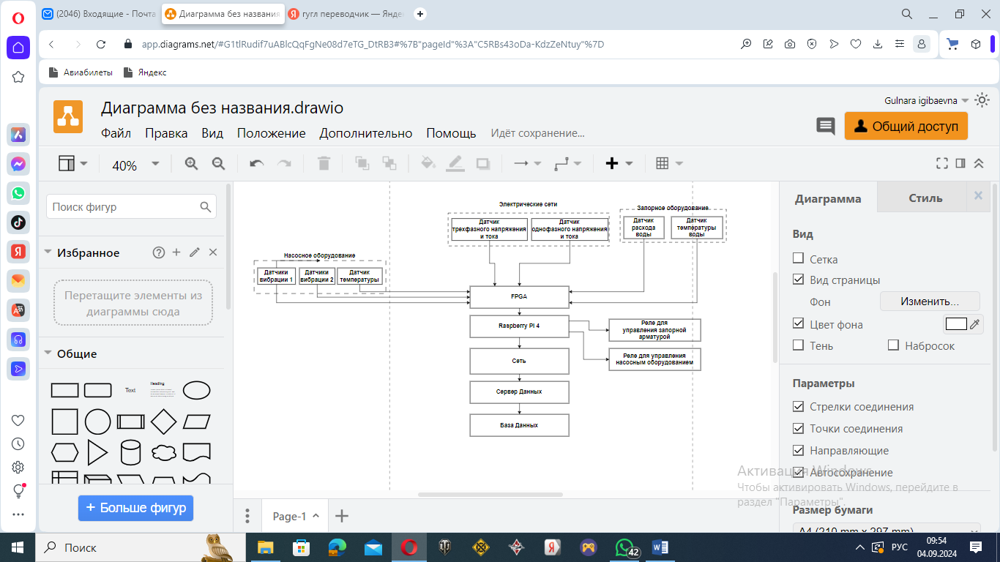 (2046) Входящие - Почта
Диаграмма без названия
гугл переводчик — Янде
app.diagrams.net/#G1tlRudif7uABlcQqFgNe08d7eTG_DtRB3#%7B"pageId"%3A"C5RBs43oDa-KdzZeNtuy"%7D
Авиабилеты
Яндекс
Диаграмма без названия.drawio
Gulnara igibaevna
Файл Правка Вид Положение Дополнительно Помощь Идёт сохранение...
Общий доступ
40%
Поиск фигур
Избранное
Перетащите элементы из
диаграммы сюда
Общие
Text
Heading
Больше фигур
Электрические сети
Датчик
трехфазного напряжения
и тока
Датчик
однофазного напряжения
и тока
Запорное оборудование
Датчик
расхода
воды
Датчик
температуры
воды
Насосное оборудование
Датчики
вибрации 1
Датчики
вибрации 2
Датчик
температуры
FPGA
Raspberry PI 4
Реле для
управления запорной
арматурой
Сеть
Реле для управления
насосным оборудованием
Сервер Данных
База Данных
Page-1
Диаграмма
Стиль
Вид
Сетка
Вид страницы
Фон
Изменить...
Цвет фона
Тень
Набросок
Параметры
Стрелки соединения
Точки соединения
Направляющие
Автосохранение
Размер бумаги
A4 (210 mm x 297 mm)
Активация Windows
Чтобы активировать Windows, перейдите в
раздел "Параметры".
Поиск
42
РУС
09:54
04.09.2024